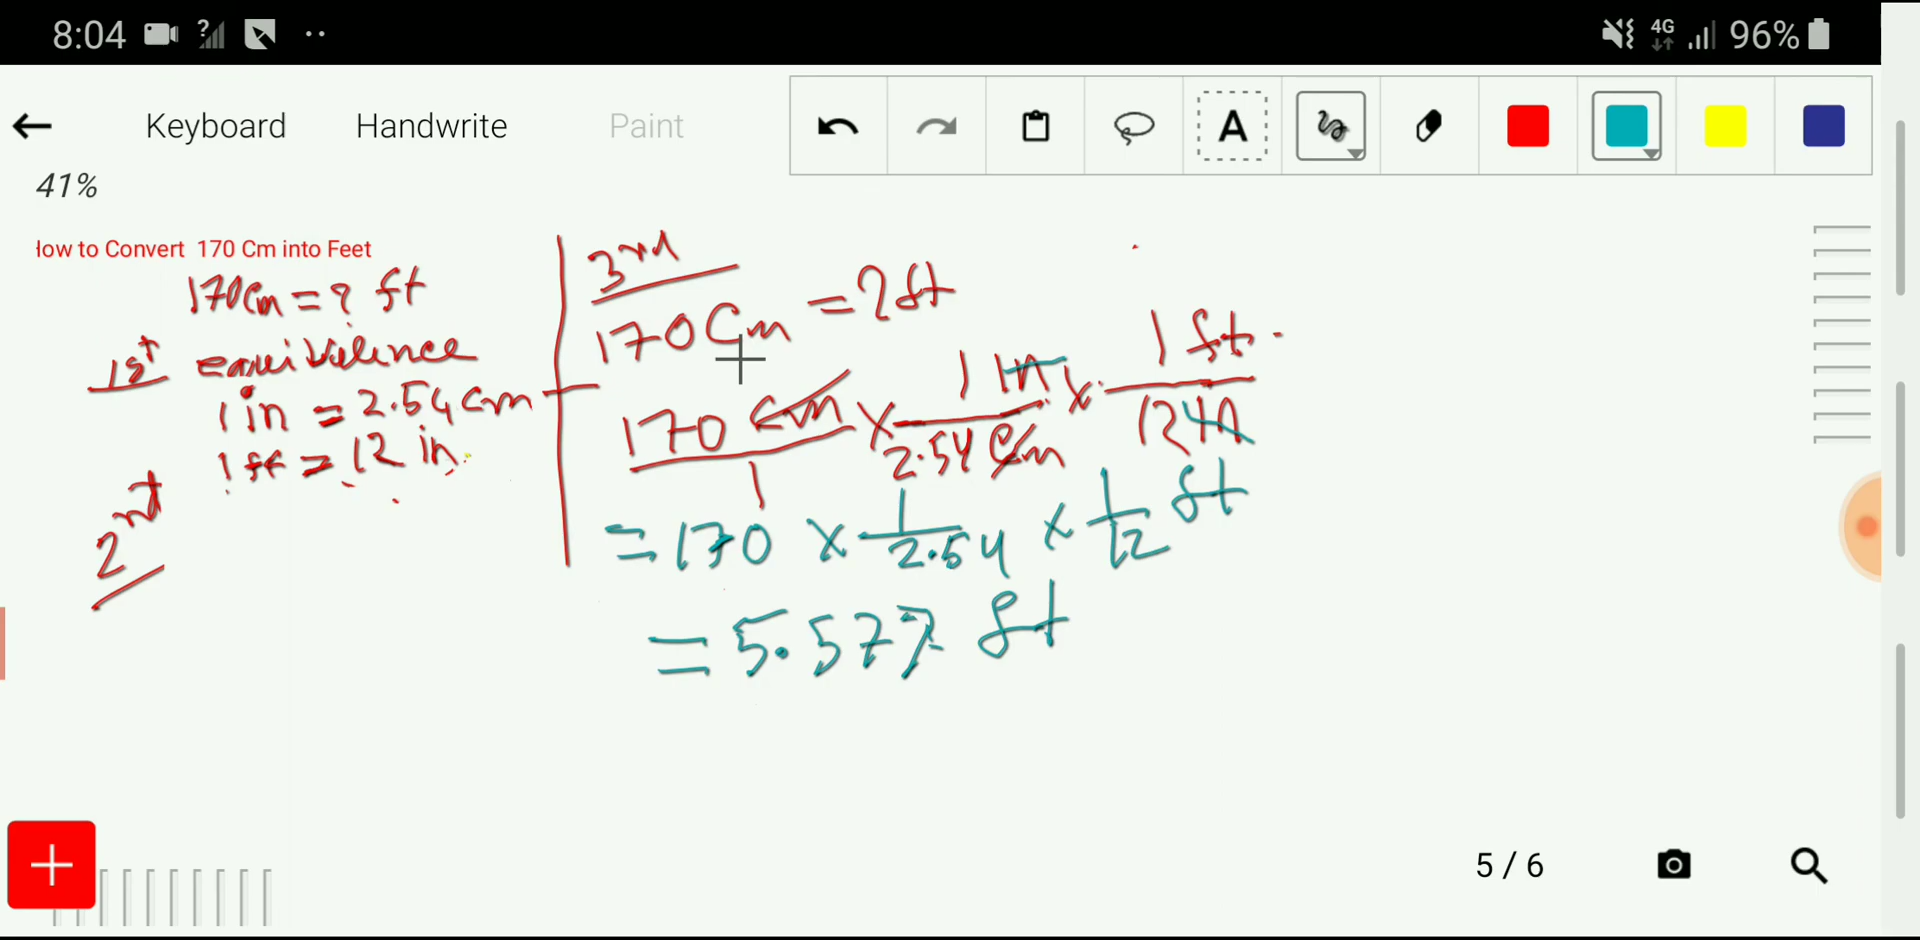 8:04 ? 4G 96%
Keyboard Handwrite Paint A
41%
low to Convert 170 Cm into Feet
170Cm = ? ft
1st equivilence
1 in = 2.54 cm
1 ft = 12 in.
2nd
3rd
170 Cm = ? ft
170 cm × 1 in × 1 ft
1 2.54 Cm 12 in
= 170 × 1/2.54 × 1/12 ft
= 5.577 ft
5 / 6